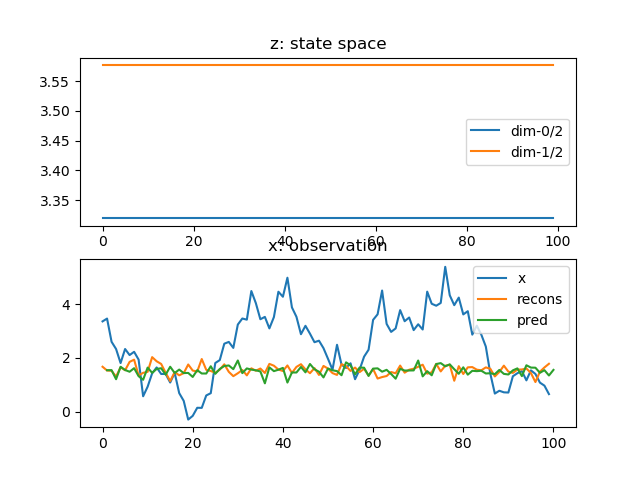 z: state space
3.55
3.50
3.45
3.40
3.35
dim-0/2
dim-1/2
0 20 40 60 80 100
x: observation
4
2
0
x
recons
pred
0 20 40 60 80 100